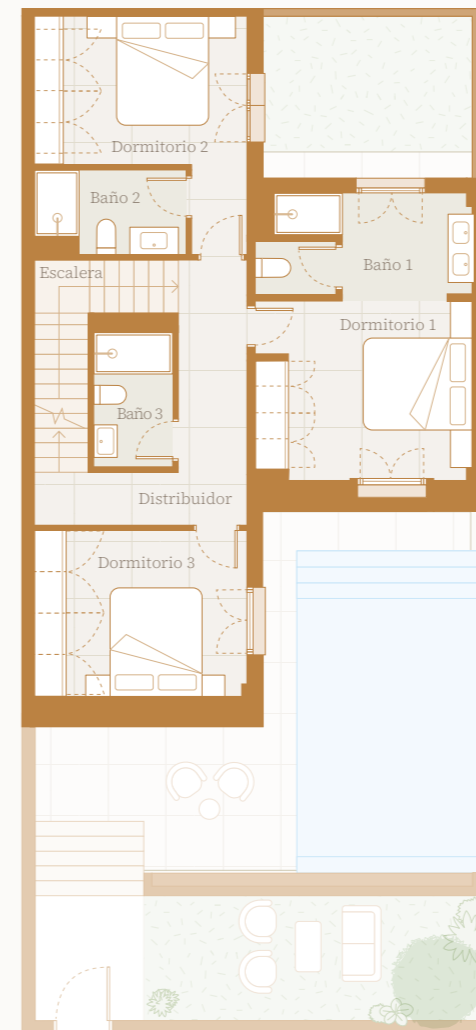 Dormitorio 2
Baño 2
Baño 1
Escalera
Dormitorio 1
Baño 3
Distribuidor
Dormitorio 3